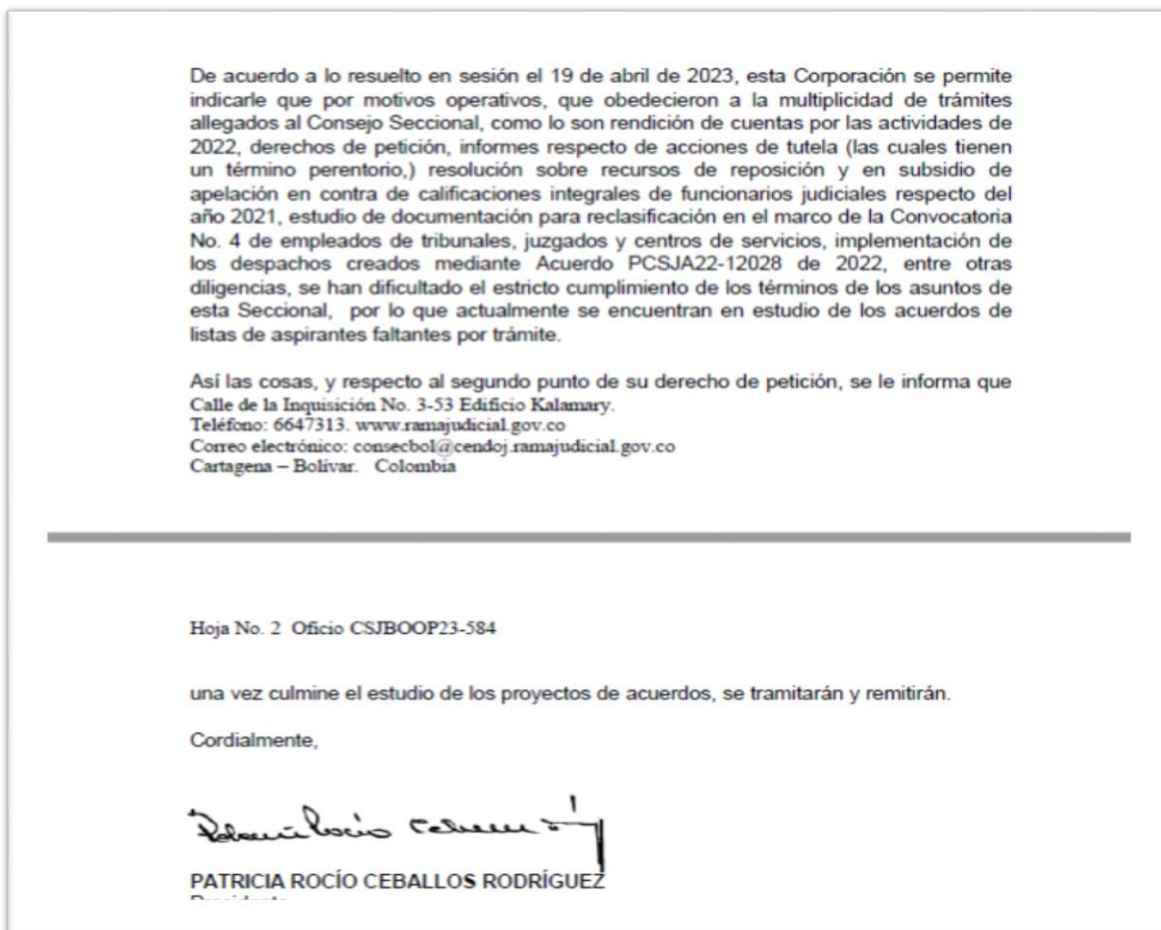 De acuerdo a lo resuelto en sesión el 19 de abril de 2023, esta Corporación se permite
indicarle que por motivos operativos, que obedecieron a la multiplicidad de trámites
allegados al Consejo Seccional, como lo son rendición de cuentas por las actividades de
2022, derechos de petición, informes respecto de acciones de tutela (las cuales tienen
un término perentorio,) resolución sobre recursos de reposición y en subsidio de
apelación en contra de calificaciones integrales de funcionarios judiciales respecto del
año 2021, estudio de documentación para reclasificación en el marco de la Convocatoria
No. 4 de empleados de tribunales, juzgados y centros de servicios, implementación de
los despachos creados mediante Acuerdo PCSJA22-12028 de 2022, entre otras
diligencias, se han dificultado el estricto cumplimiento de los términos de los asuntos de
esta Seccional, por lo que actualmente se encuentran en estudio de los acuerdos de
listas de aspirantes faltantes por trámite.
Así las cosas, y respecto al segundo punto de su derecho de petición, se le informa que
Calle de la Inquisición No. 3-53 Edificio Kalamary.
Teléfono: 6647313. www.ramajudicial.gov.co
Correo electrónico: consecbol@cendoj.ramajudicial.gov.co
Cartagena – Bolívar. Colombia
Hoja No. 2 Oficio CSJBOOP23-584
una vez culmine el estudio de los proyectos de acuerdos, se tramitarán y remitirán.
Cordialmente,
PATRICIA ROCÍO CEBALLOS RODRÍGUEZ